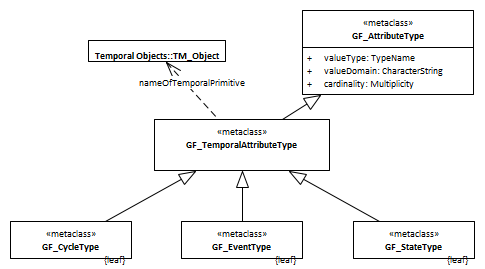 «metaclass»
GF_AttributeType
+ valueType: TypeName
+ valueDomain: CharacterString
+ cardinality: Multiplicity
Temporal Objects::TM_Object
nameOfTemporalPrimitive
«metaclass»
GF_TemporalAttributeType
«metaclass»
GF_CycleType
{leaf}
«metaclass»
GF_EventType
{leaf}
«metaclass»
GF_StateType
{leaf}